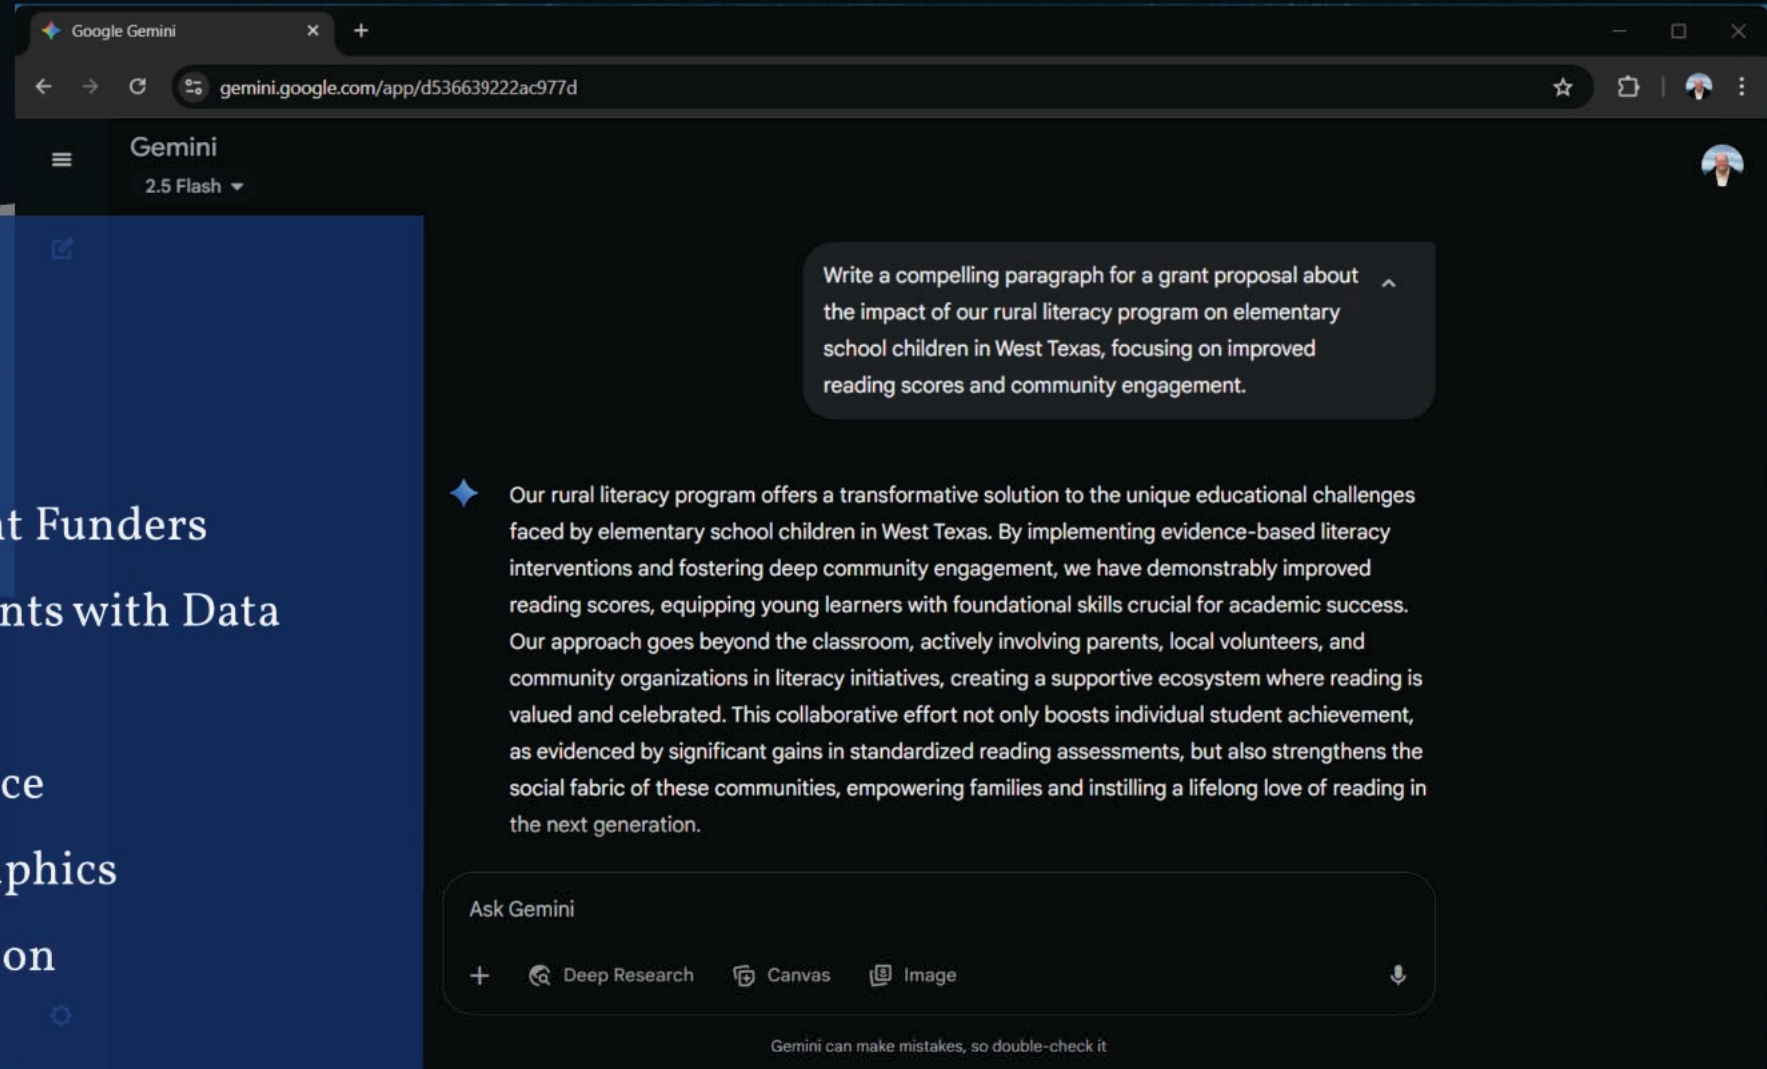 Google Gemini
gemini.google.com/app/d536639222ac977d
Gemini
2.5 Flash
Write a compelling paragraph for a grant proposal about
the impact of our rural literacy program on elementary
school children in West Texas, focusing on improved
reading scores and community engagement.
Our rural literacy program offers a transformative solution to the unique educational challenges
faced by elementary school children in West Texas. By implementing evidence-based literacy
interventions and fostering deep community engagement, we have demonstrably improved
reading scores, equipping young learners with foundational skills crucial for academic success.
Our approach goes beyond the classroom, actively involving parents, local volunteers, and
community organizations in literacy initiatives, creating a supportive ecosystem where reading is
valued and celebrated. This collaborative effort not only boosts individual student achievement,
as evidenced by significant gains in standardized reading assessments, but also strengthens the
social fabric of these communities, empowering families and instilling a lifelong love of reading in
the next generation.
Funders
with Data
Ask Gemini
Deep Research
Canvas
Image
Gemini can make mistakes, so double-check it